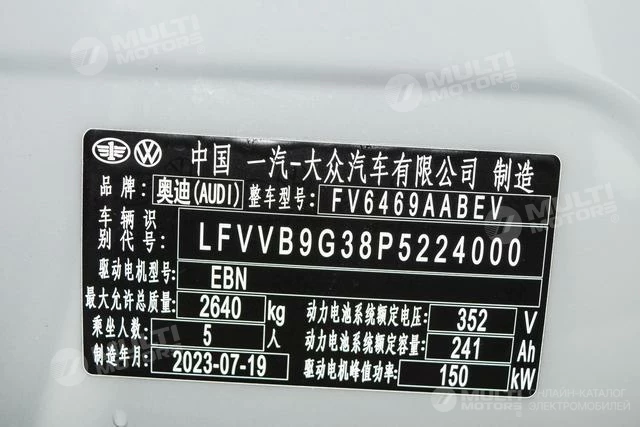 中国 一汽-大众汽车有限公司 制造
品牌: 奥迪(AUDI) 整车型号: FV6469AABEV
车辆识别代号: LFVVB9G38P5224000
驱动电机型号: EBN
最大允许总质量: 2640 kg 动力电池系统额定电压: 352 V
乘坐人数: 5 人 动力电池系统额定容量: 241 Ah
制造年月: 2023-07-19 驱动电机峰值功率: 150 kW
MULTI MOTORS
MULTI MOTORS
MULTI MOTORS
MULTI MOTORS
MULTI MOTORS
ОНЛАЙН-КАТАЛОГ
ЭЛЕКТРОМОБИЛЕЙ